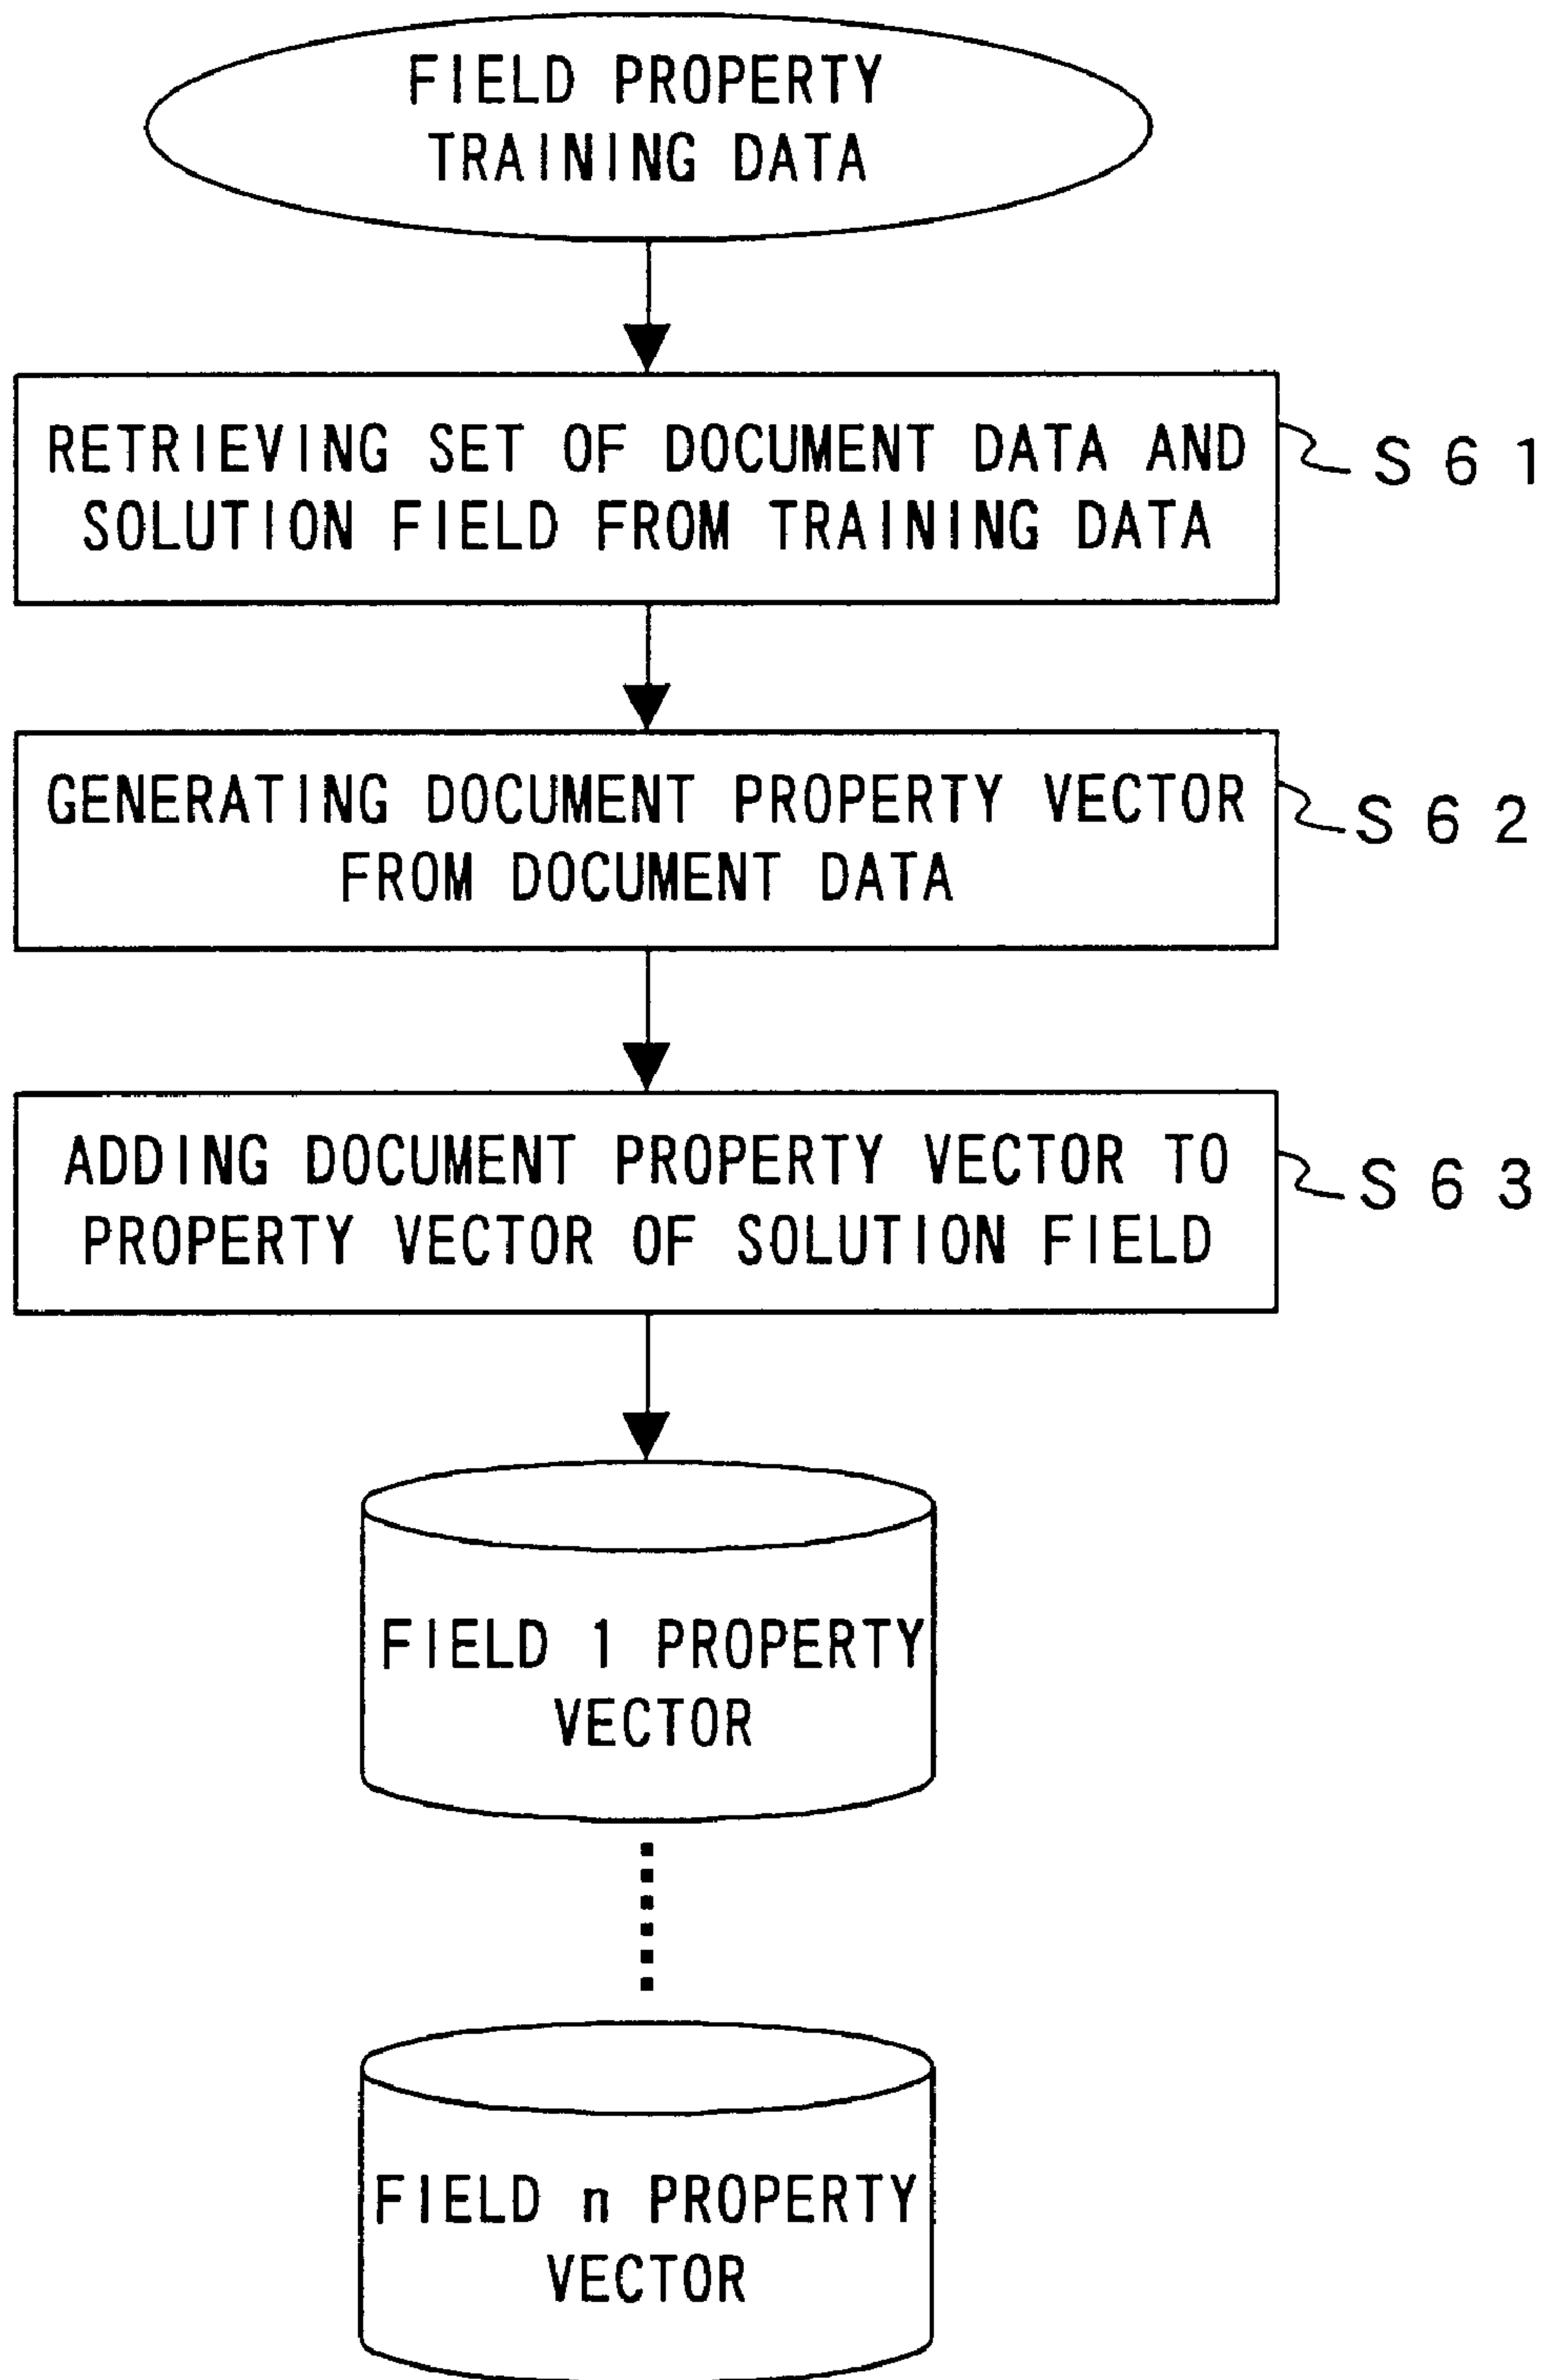 FIELD PROPERTY
TRAINING DATA
RETRIEVING SET OF DOCUMENT DATA AND
SOLUTION FIELD FROM TRAINING DATA
S61
GENERATING DOCUMENT PROPERTY VECTOR
FROM DOCUMENT DATA
S62
ADDING DOCUMENT PROPERTY VECTOR TO
PROPERTY VECTOR OF SOLUTION FIELD
S63
FIELD 1 PROPERTY
VECTOR
FIELD n PROPERTY
VECTOR